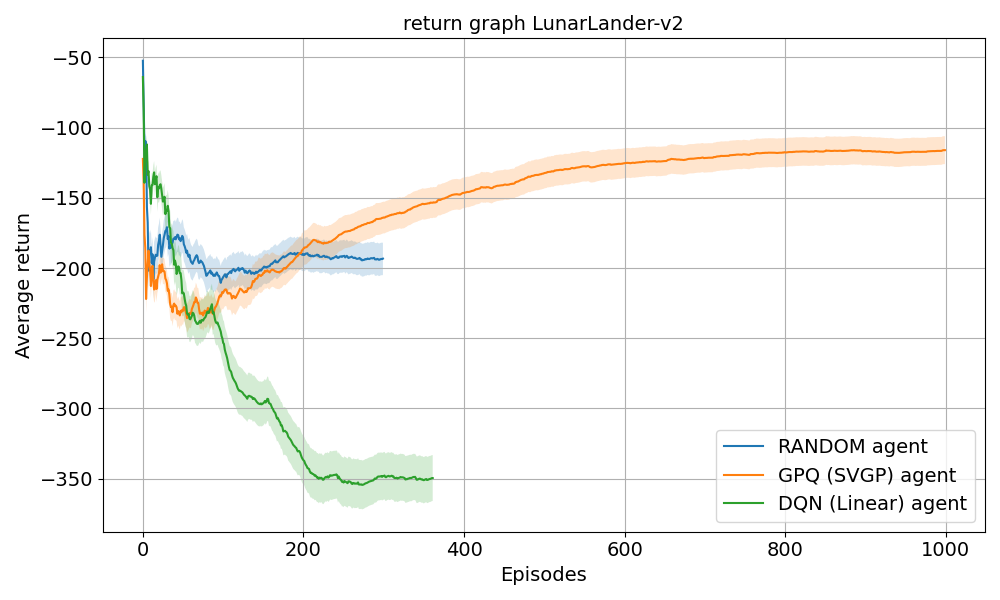 return graph LunarLander-v2
Average return
−50
−100
−150
−200
−250
−300
−350
0 200 400 600 800 1000
Episodes
RANDOM agent
GPQ (SVGP) agent
DQN (Linear) agent